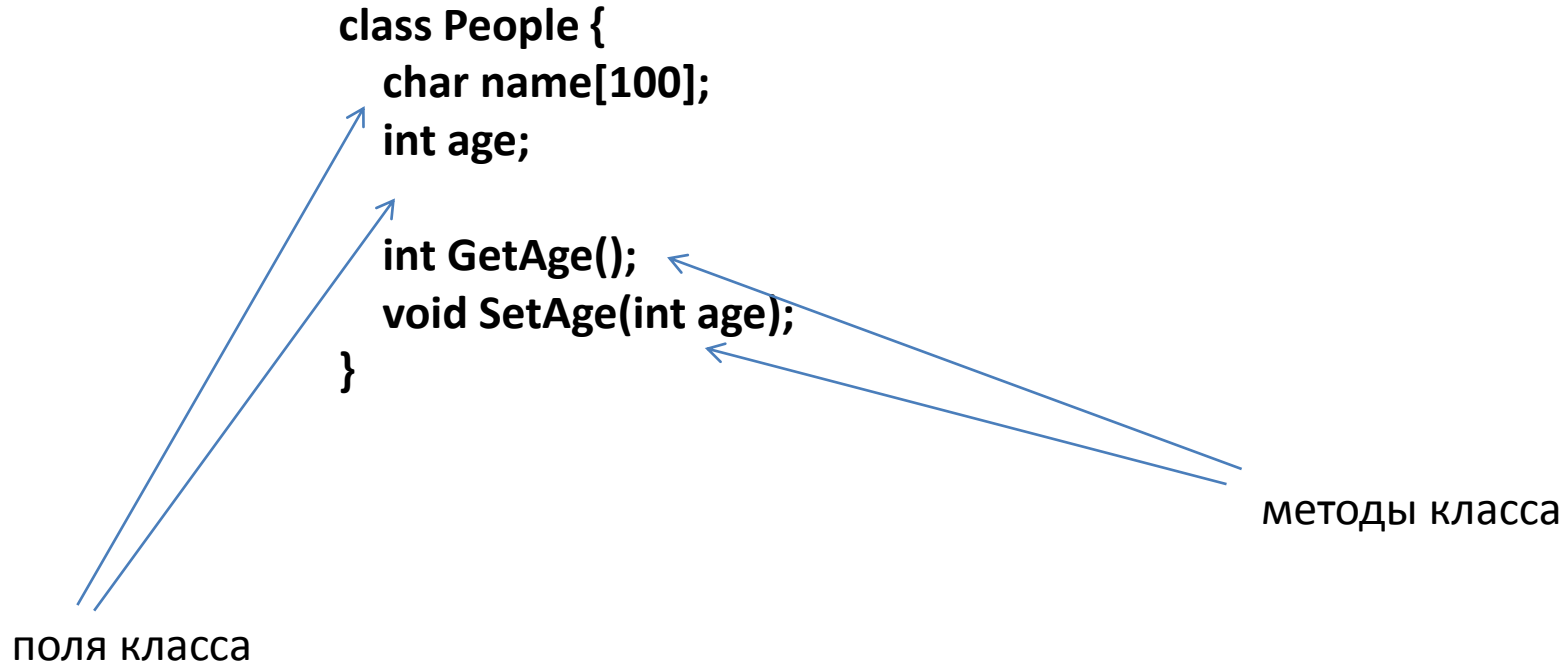 class People {
char name[100];
int age;
int GetAge();
void SetAge(int age);
}
методы класса
поля класса